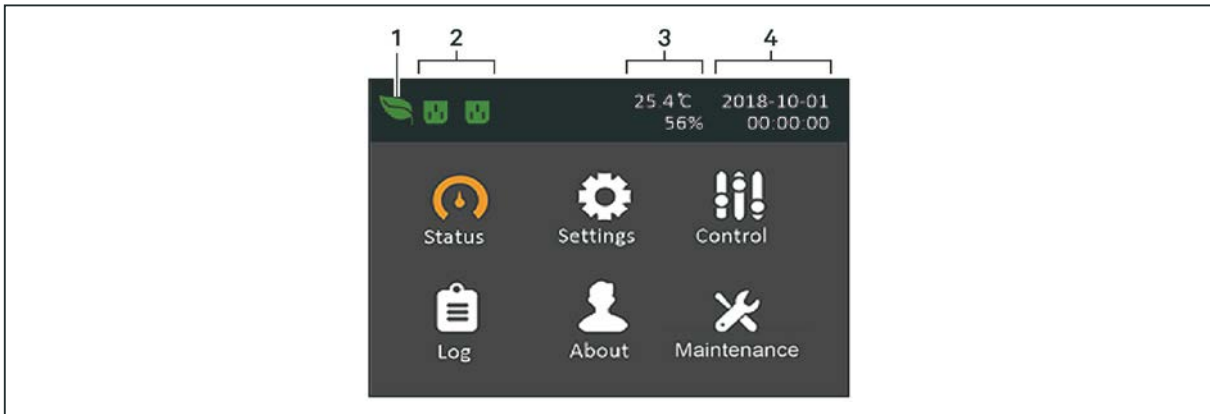 1 2 3 4
25.4℃ 2018-10-01
56% 00:00:00
Status Settings Control
Log About Maintenance